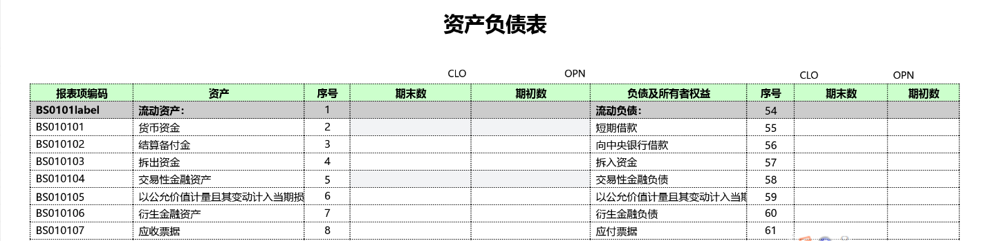 资产负债表
CLO OPN CLO OPN
报表项编码 资产 序号 期末数 期初数 负债及所有者权益 序号 期末数 期初数
BS0101label 流动资产： 1 流动负债： 54
BS010101 货币资金 2 短期借款 55
BS010102 结算备付金 3 向中央银行借款 56
BS010103 拆出资金 4 拆入资金 57
BS010104 交易性金融资产 5 交易性金融负债 58
BS010105 以公允价值计量且其变动计入当期损 6 以公允价值计量且其变动计入当期 59
BS010106 衍生金融资产 7 衍生金融负债 60
BS010107 应收票据 8 应付票据 61